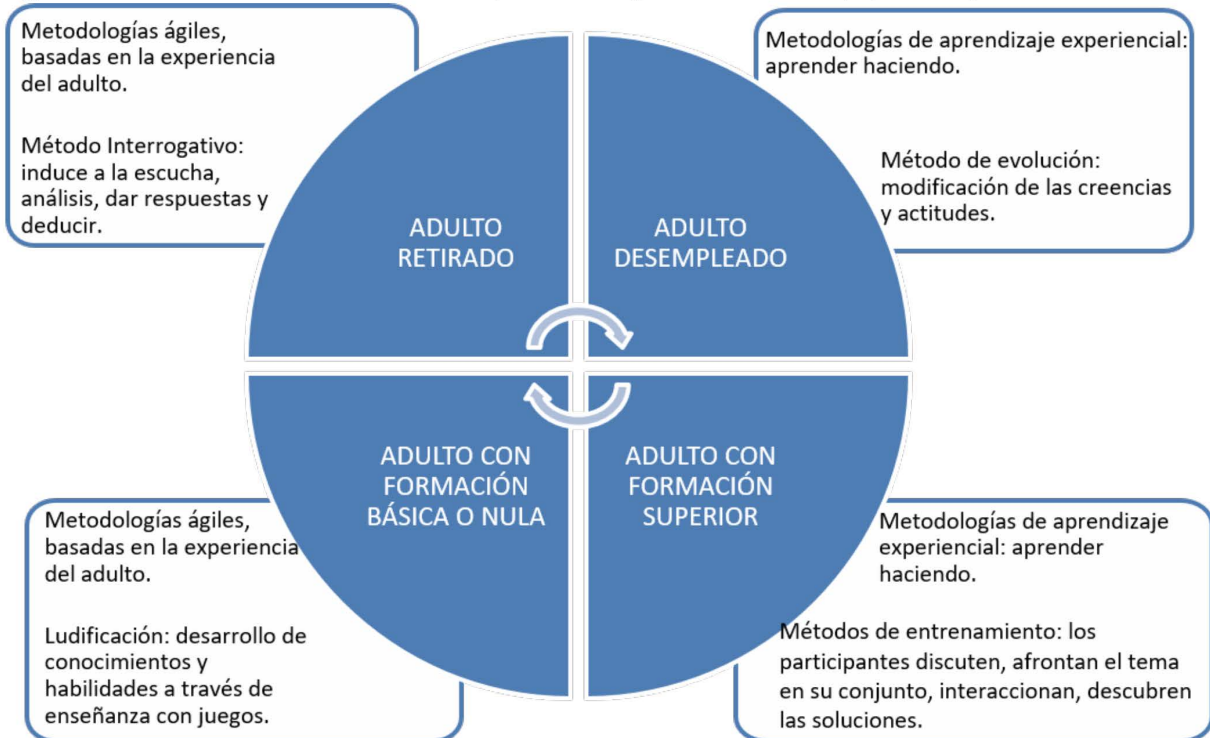 Metodologías ágiles,
basadas en la experiencia
del adulto.
Método Interrogativo:
induce a la escucha,
análisis, dar respuestas y
deducir.
ADULTO
RETIRADO
Metodologías de aprendizaje experiencial:
aprender haciendo.
Método de evolución:
modificación de las creencias
y actitudes.
ADULTO
DESEMPLEADO
Metodologías ágiles,
basadas en la experiencia
del adulto.
Ludificación: desarrollo de
conocimientos y
habilidades a través de
enseñanza con juegos.
ADULTO CON
FORMACIÓN
BÁSICA O NULA
ADULTO CON
FORMACIÓN
SUPERIOR
Metodologías de aprendizaje
experiencial: aprender
haciendo.
Métodos de entrenamiento: los
participantes discuten, afrontan el tema
en su conjunto, interaccionan, descubren
las soluciones.